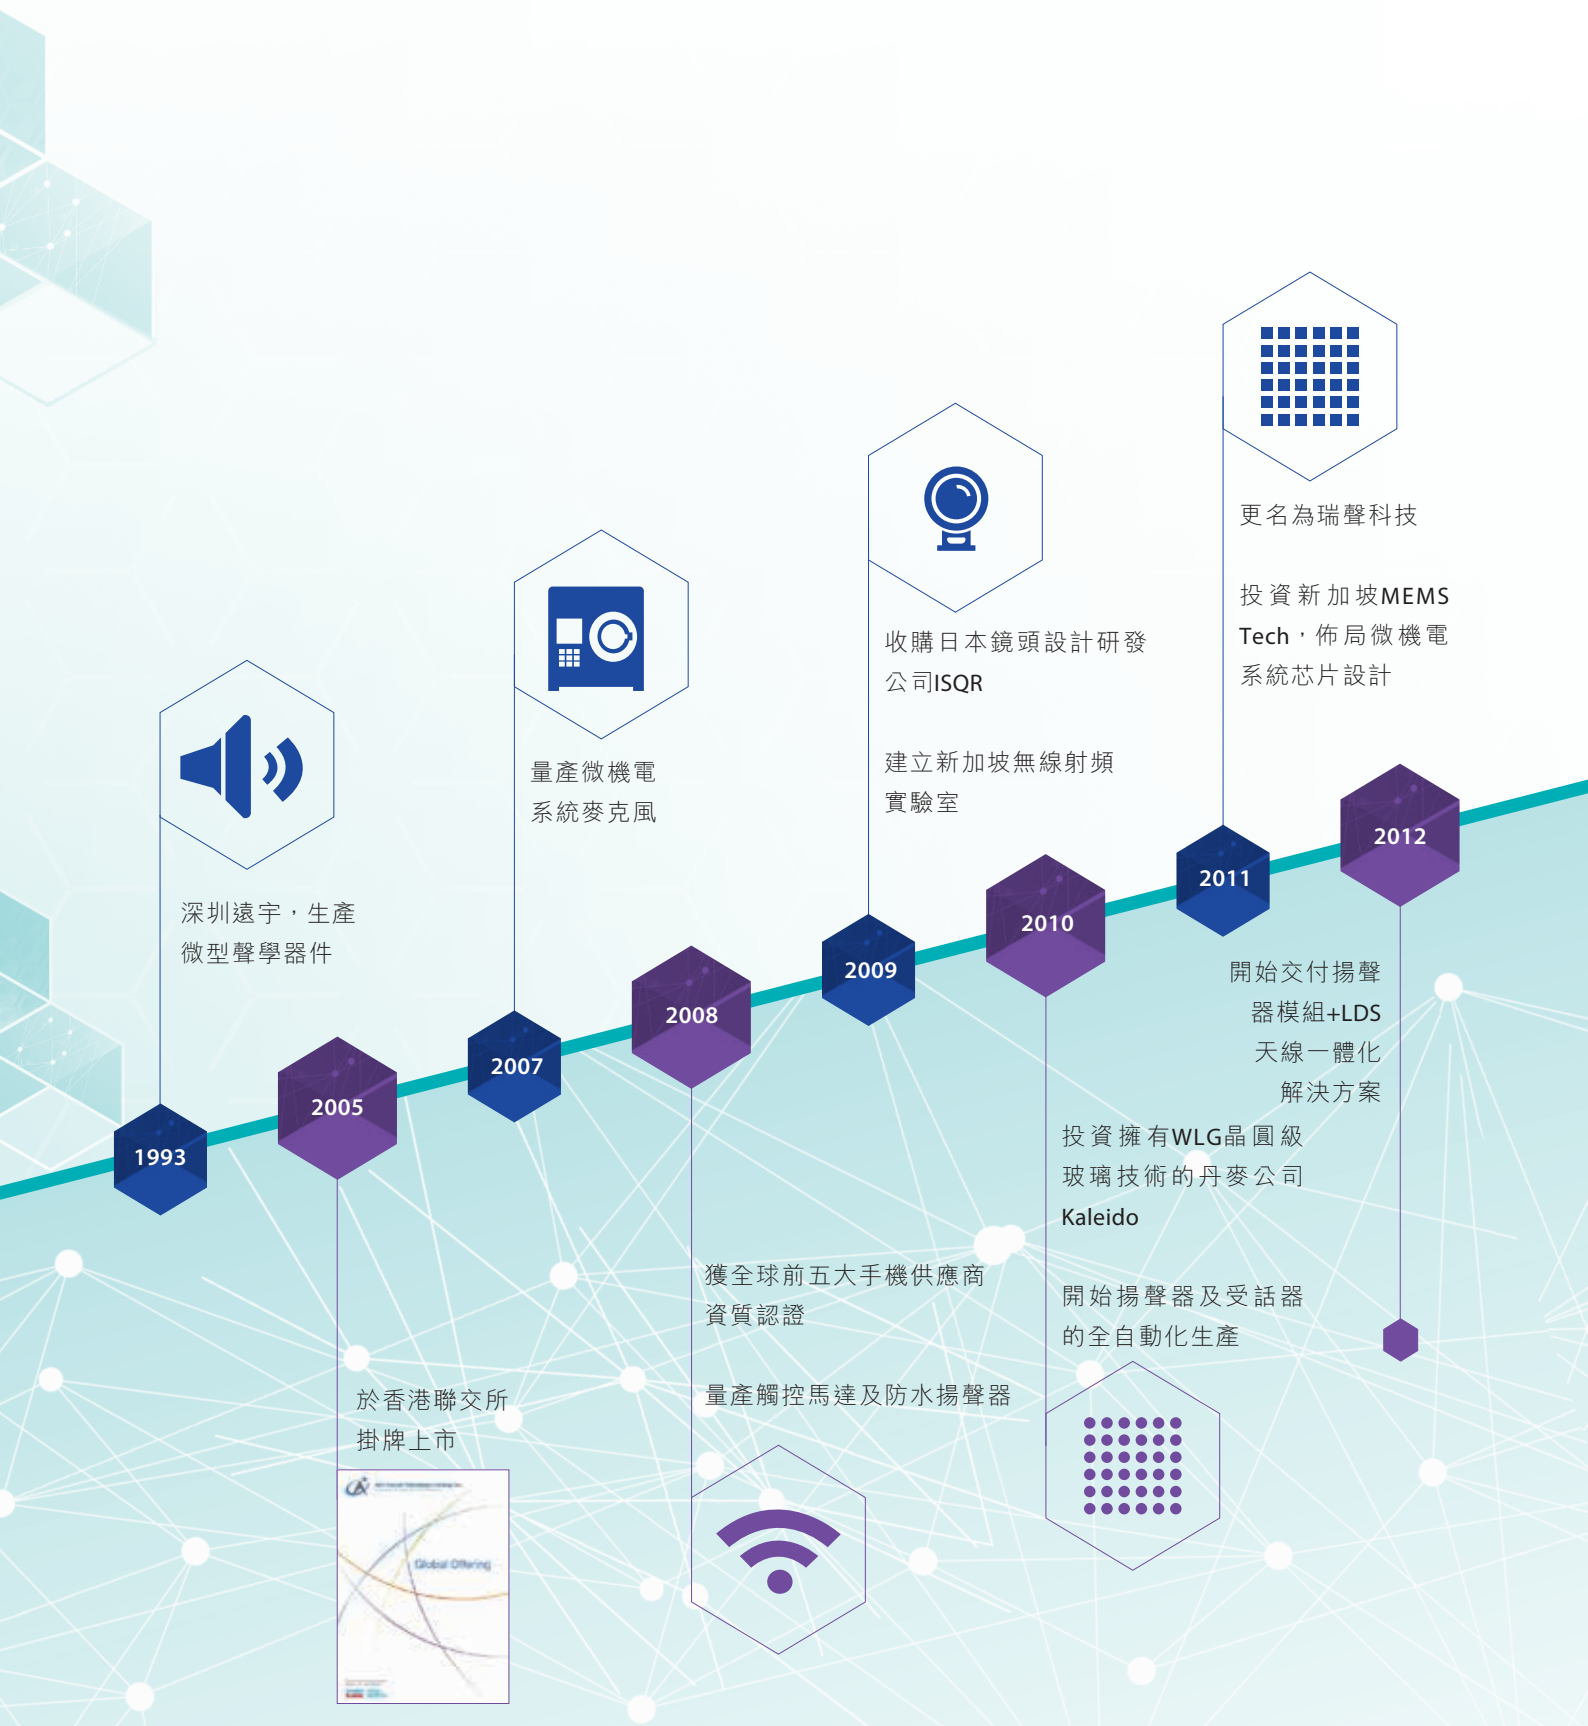 更名為瑞聲科技
投資新加坡MEMS
Tech，佈局微機電
系統芯片設計
收購日本鏡頭設計研發
公司ISQR
建立新加坡無線射頻
實驗室
量產微機電
系統麥克風
深圳遠宇，生產
微型聲學器件
1993
2005
2007
2008
2009
2010
2011
2012
開始交付揚聲
器模組+LDS
天線一體化
解決方案
投資擁有WLG晶圓級
玻璃技術的丹麥公司
Kaleido
開始揚聲器及受話器
的全自動化生產
獲全球前五大手機供應商
資質認證
量產觸控馬達及防水揚聲器
於香港聯交所
掛牌上市
Global Offering